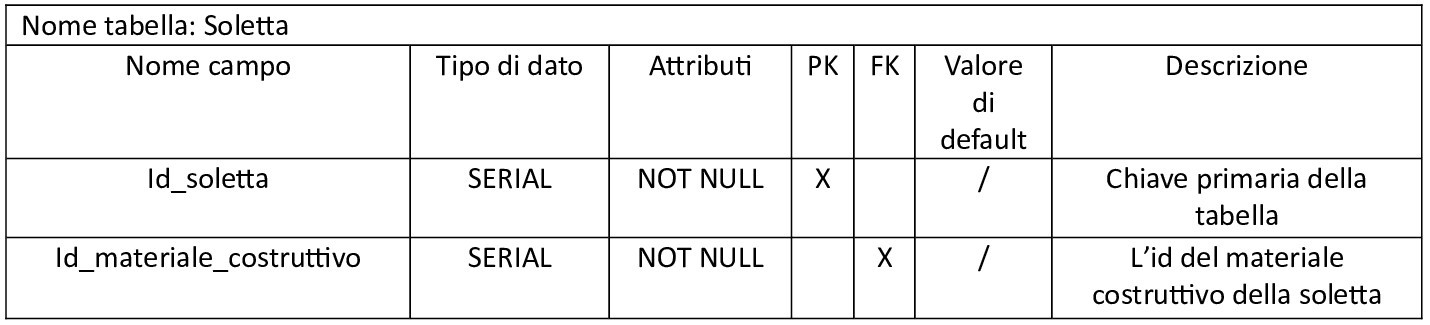 Nome tabella: Soletta
Nome campo Tipo di dato Attributi PK FK Valore di default Descrizione
Id_soletta SERIAL NOT NULL X / Chiave primaria della tabella
Id_materiale_costruttivo SERIAL NOT NULL X / L’id del materiale costruttivo della soletta